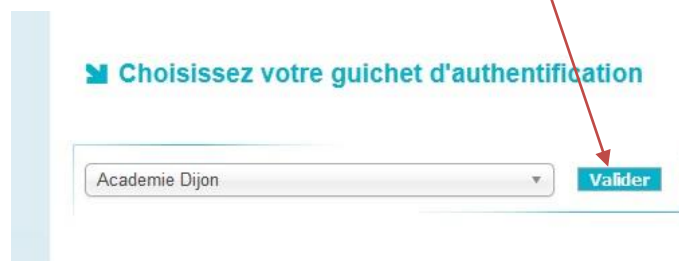 Choisissez votre guichet d'authentification
Academie Dijon
Valider